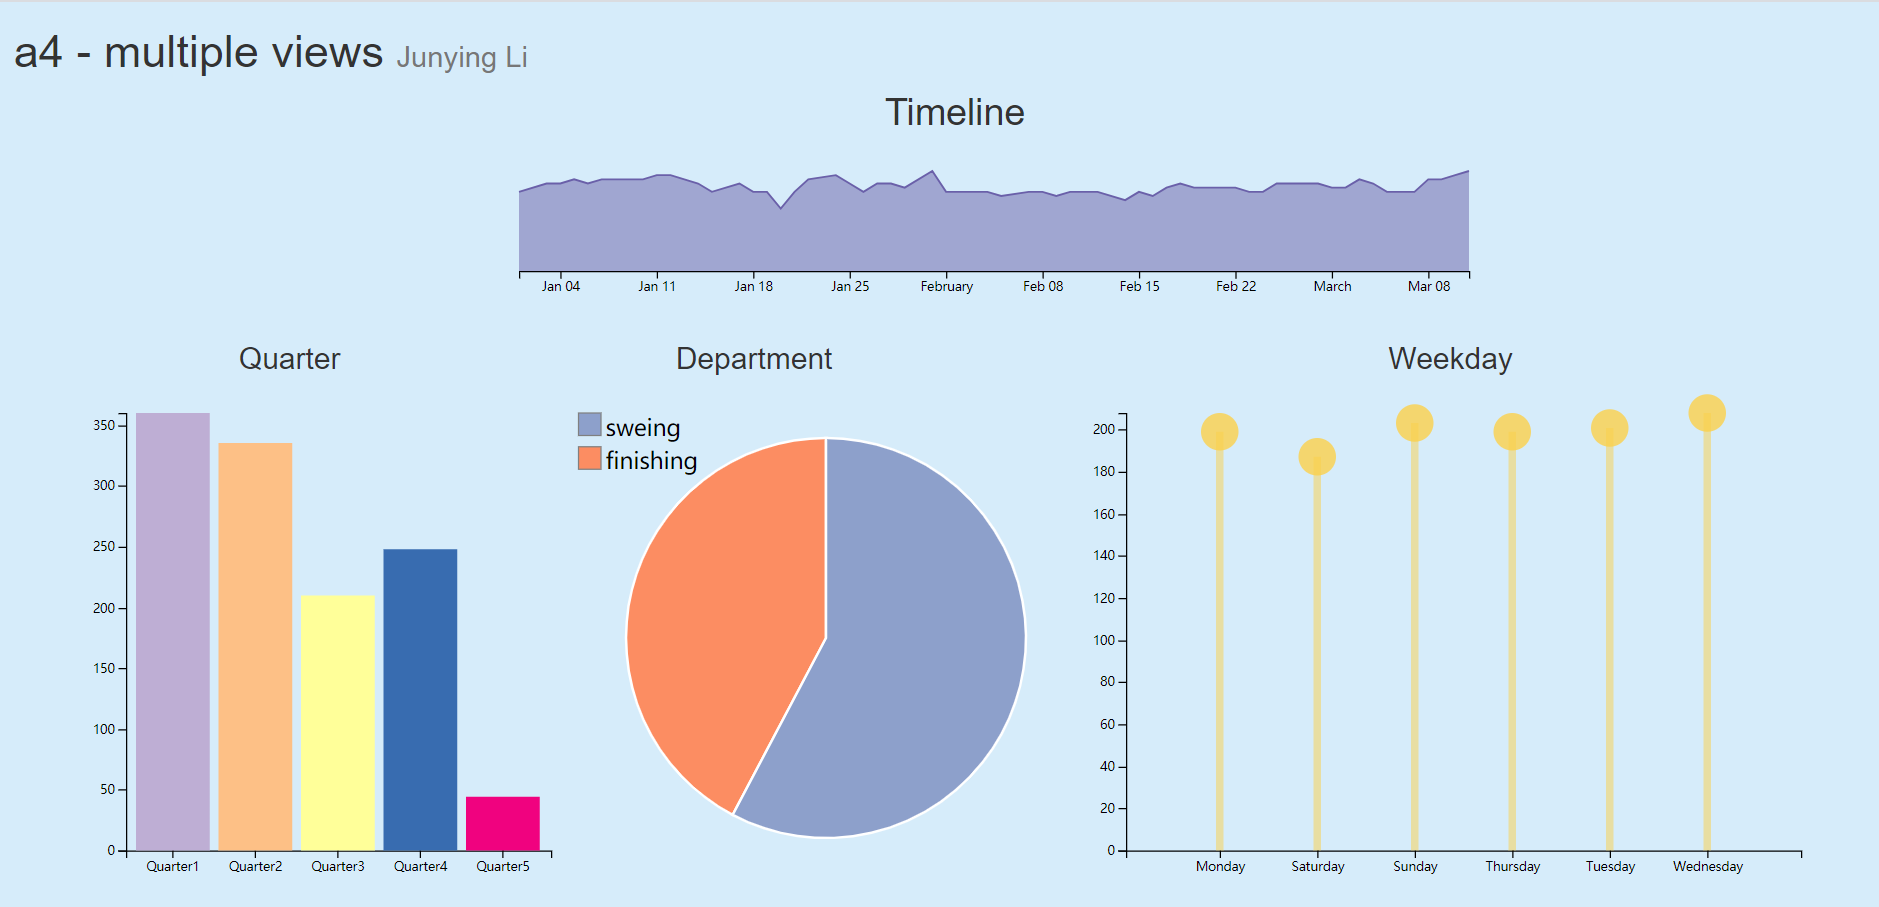 a4 - multiple views Junying Li
Timeline
Jan 04 Jan 11 Jan 18 Jan 25 February Feb 08 Feb 15 Feb 22 March Mar 08
Quarter
350
300
250
200
150
100
50
0
Quarter1 Quarter2 Quarter3 Quarter4 Quarter5
Department
sweing
finishing
Weekday
200
180
160
140
120
100
80
60
40
20
0
Monday Saturday Sunday Thursday Tuesday Wednesday